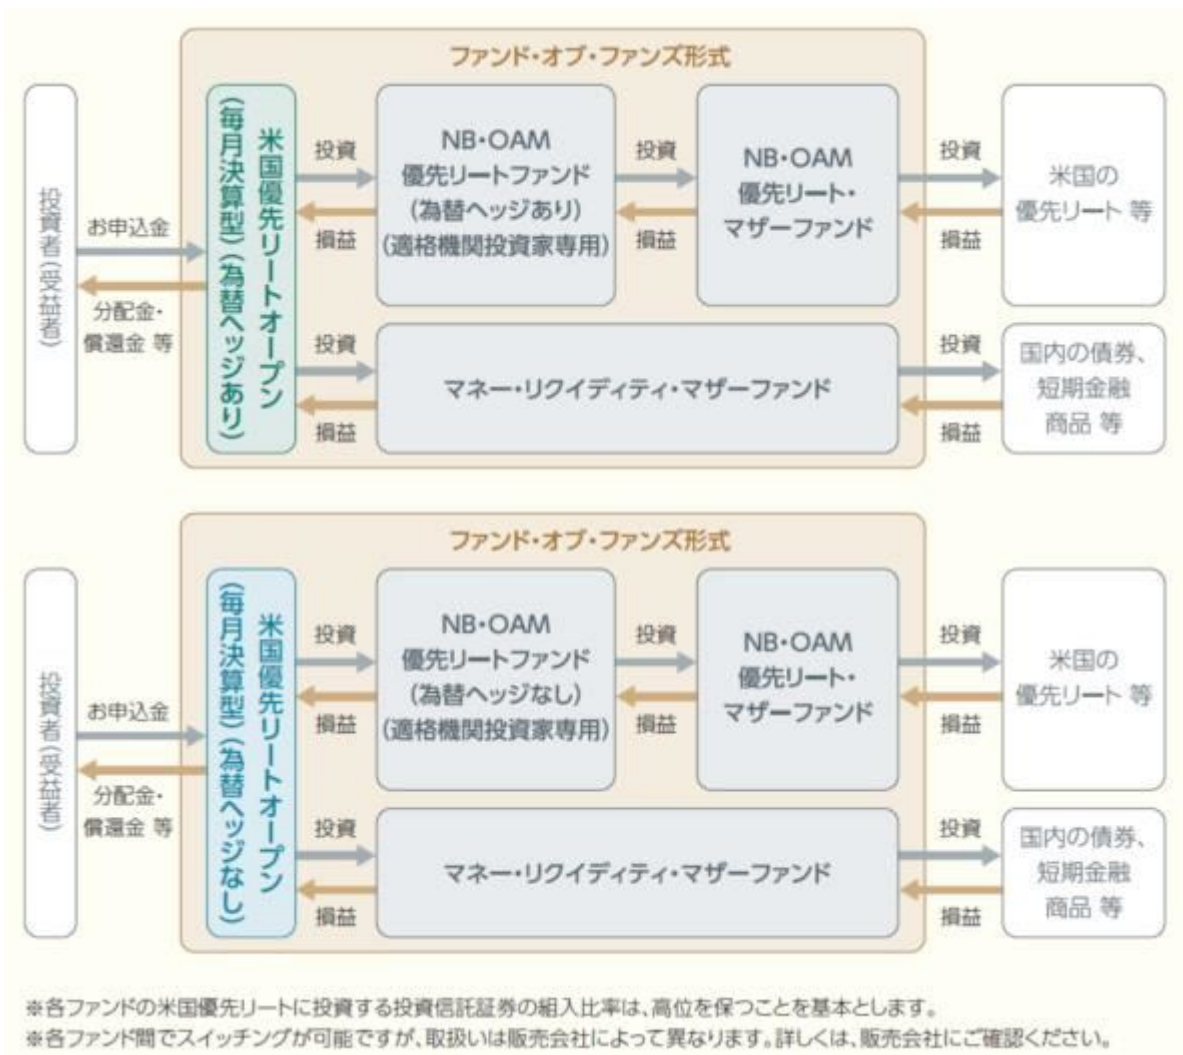 ファンド・オブ・ファンズ形式
投資者(受益者)
お申込金
分配金・
償還金 等
米国優先リートオープン
(毎月決算型)(為替ヘッジあり)
投資
損益
NB・OAM
優先リートファンド
(為替ヘッジあり)
(適格機関投資家専用)
投資
損益
NB・OAM
優先リート・
マザーファンド
投資
損益
米国の
優先リート 等
投資
損益
マネー・リクイディティ・マザーファンド
投資
損益
国内の債券、
短期金融
商品 等
ファンド・オブ・ファンズ形式
投資者(受益者)
お申込金
分配金・
償還金 等
米国優先リートオープン
(毎月決算型)(為替ヘッジなし)
投資
損益
NB・OAM
優先リートファンド
(為替ヘッジなし)
(適格機関投資家専用)
投資
損益
NB・OAM
優先リート・
マザーファンド
投資
損益
米国の
優先リート 等
投資
損益
マネー・リクイディティ・マザーファンド
投資
損益
国内の債券、
短期金融
商品 等
※各ファンドの米国優先リートに投資する投資信託証券の組入比率は、高位を保つことを基本とします。
※各ファンド間でスイッチングが可能ですが、取扱いは販売会社によって異なります。詳しくは、販売会社にご確認ください。